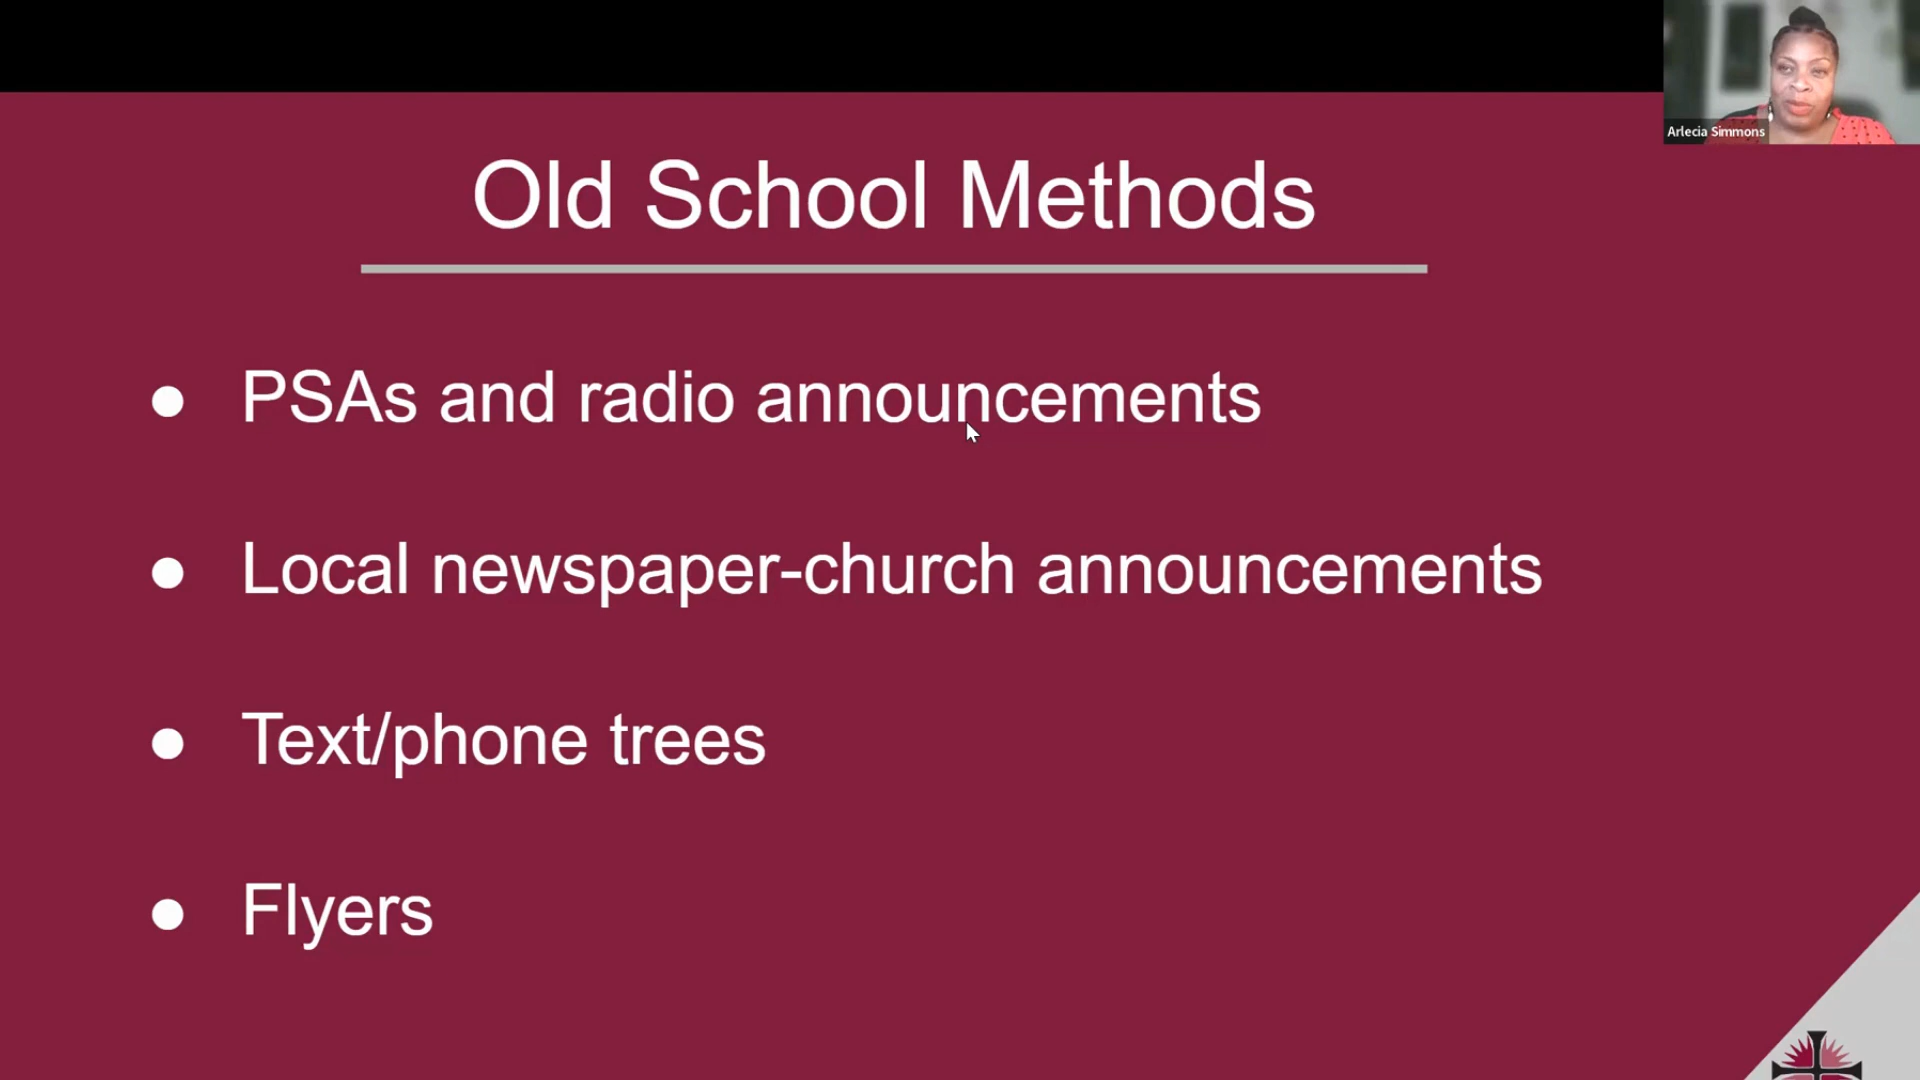 Arlecia Simmons
Old School Methods
● PSAs and radio announcements
● Local newspaper-church announcements
● Text/phone trees
● Flyers